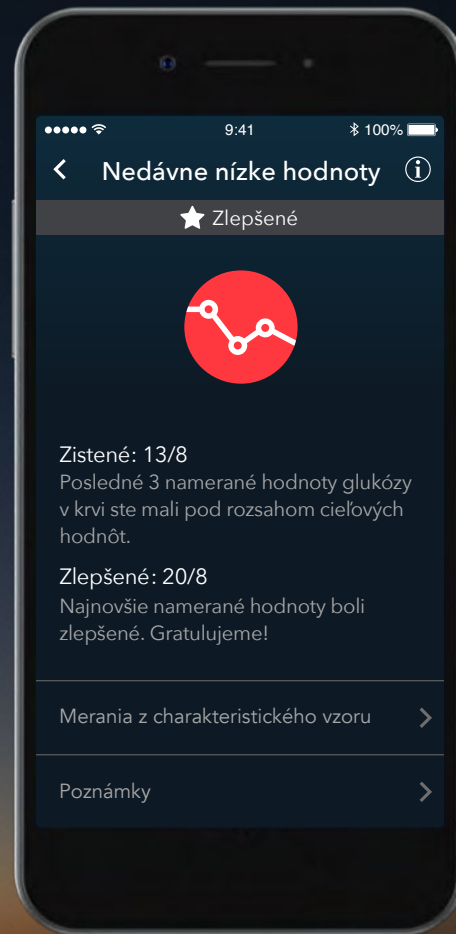 9:41
100%
Nedávne nízke hodnoty
Zlepšené
Zistené: 13/8
Posledné 3 namerané hodnoty glukózy
v krvi ste mali pod rozsahom cieľových
hodnôt.
Zlepšené: 20/8
Najnovšie namerané hodnoty boli
zlepšené. Gratulujeme!
Merania z charakteristického vzoru
Poznámky